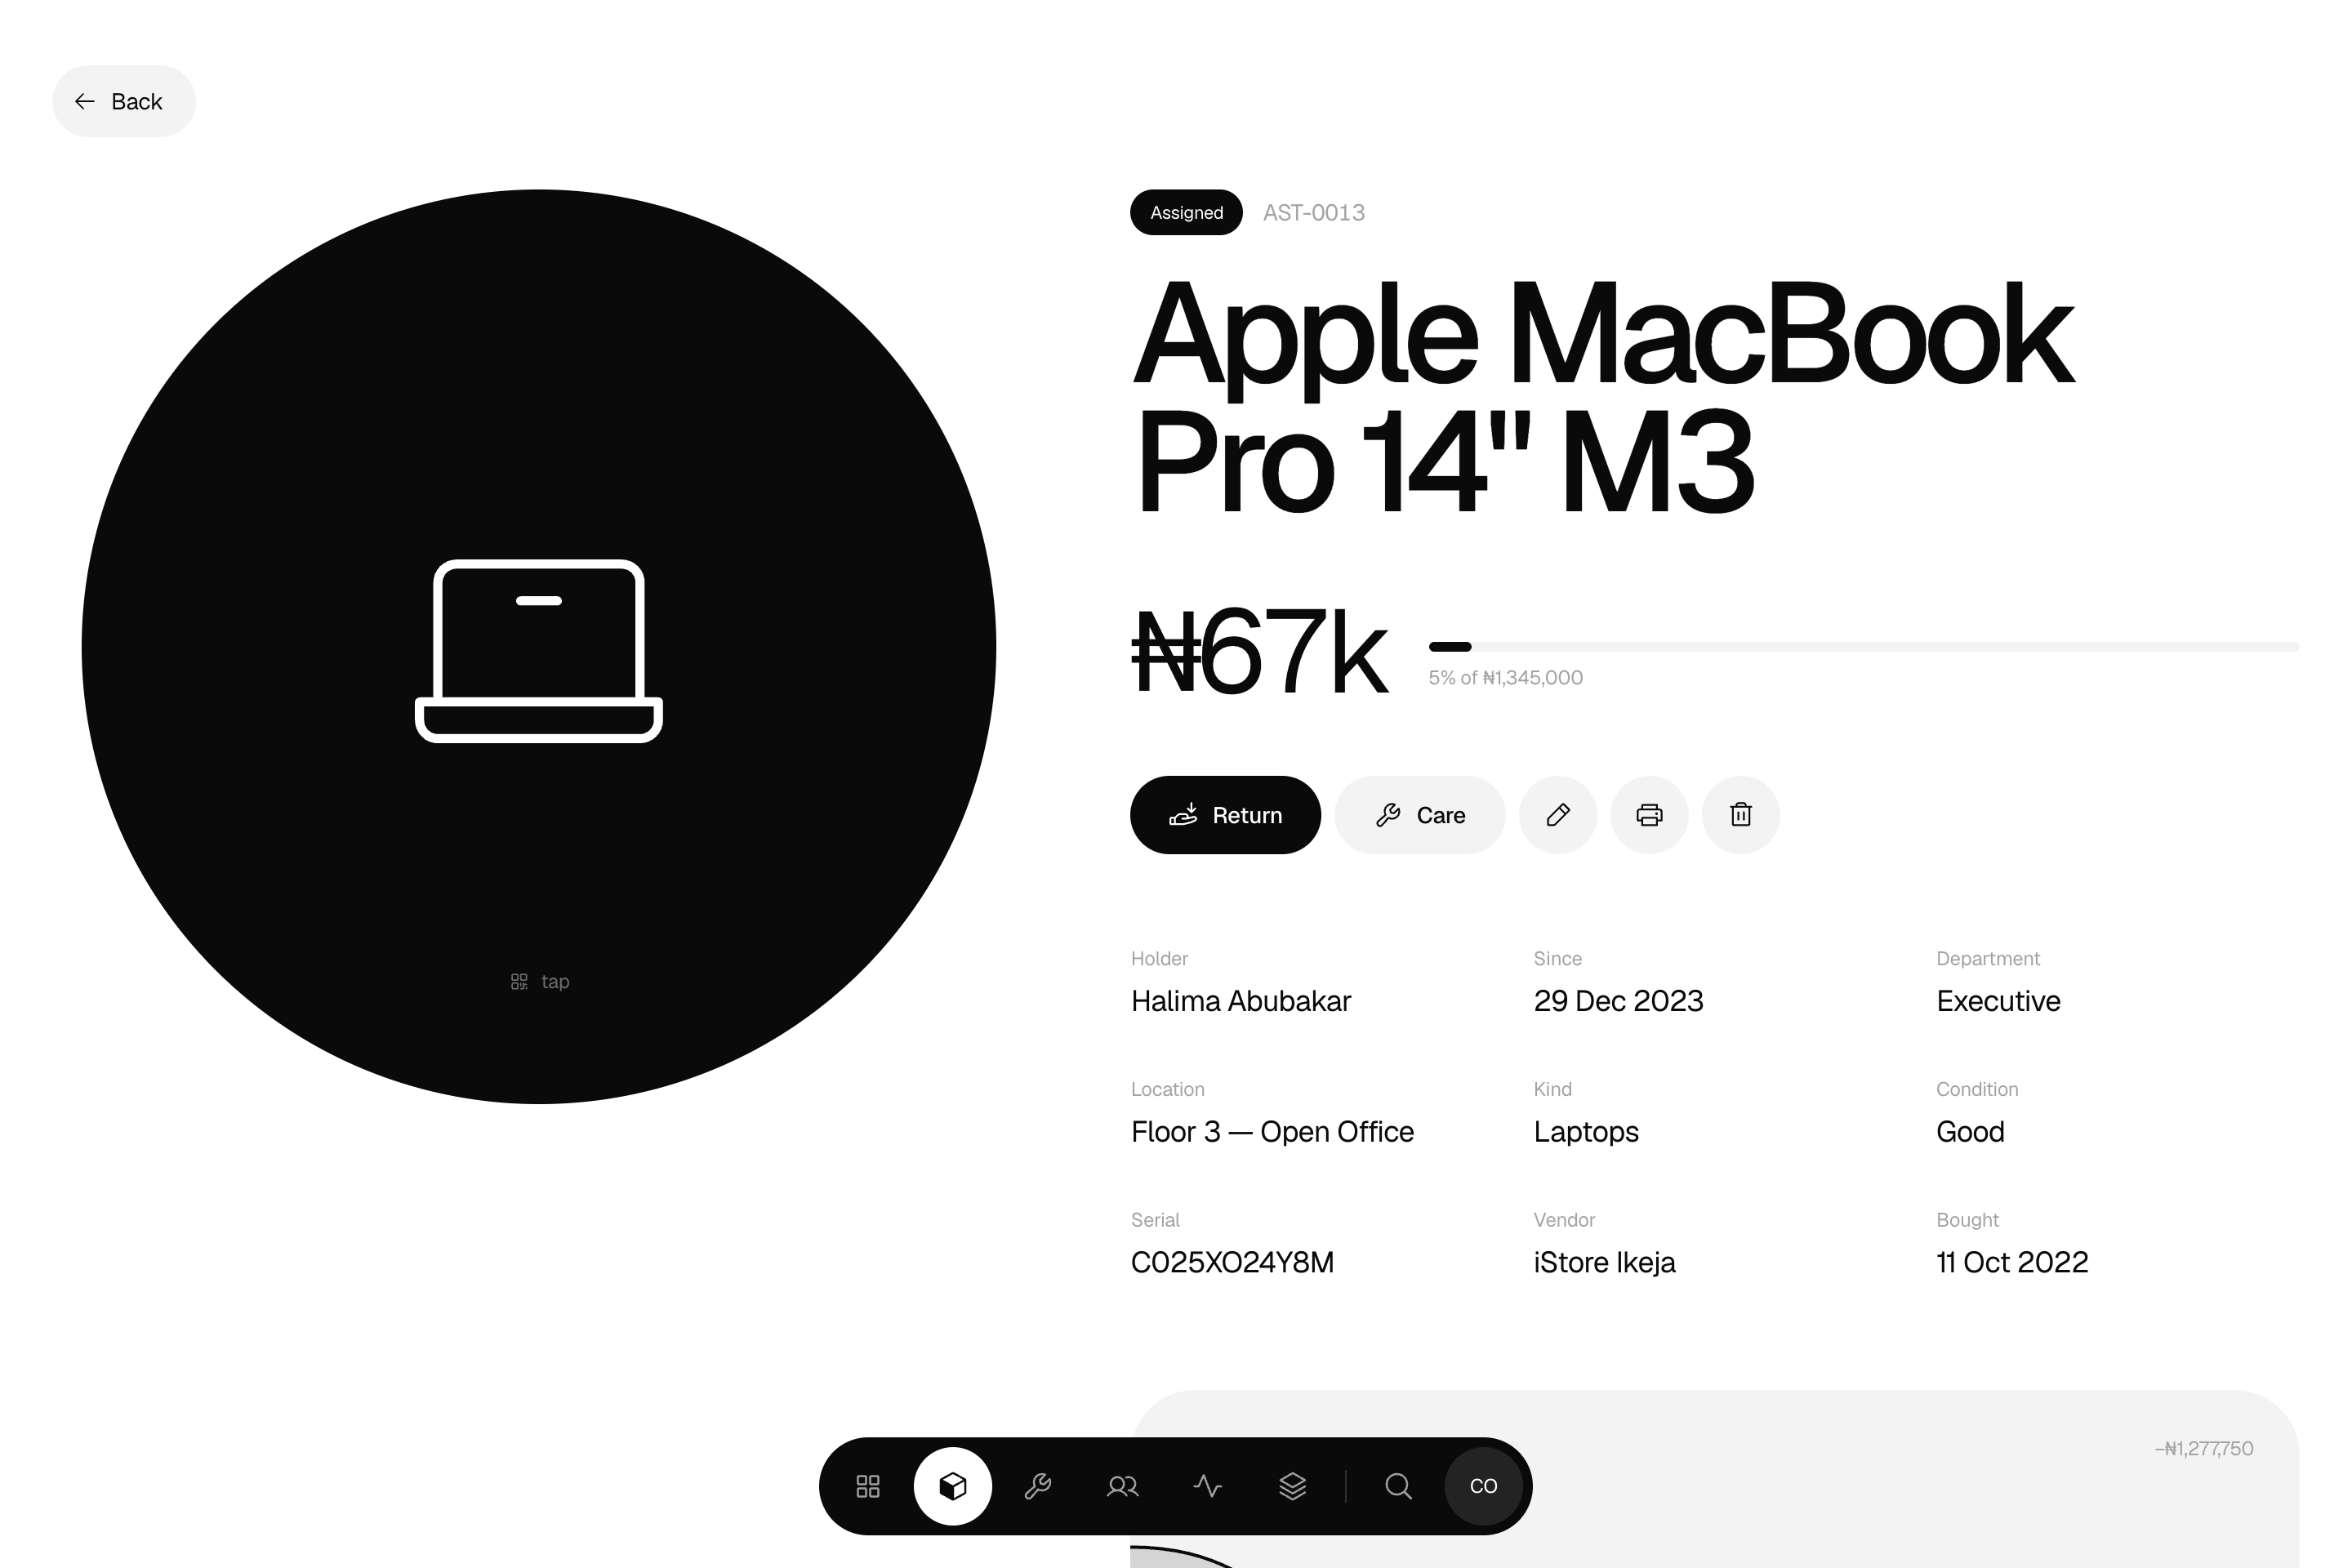 Back
Assigned AST-0013
Apple MacBook
Pro 14" M3
₦67k
5% of ₦1,345,000
Return Care
tap
Holder Since Department
Halima Abubakar 29 Dec 2023 Executive
Location Kind Condition
Floor 3 — Open Office Laptops Good
Serial Vendor Bought
C025XO24Y8M iStore Ikeja 11 Oct 2022
−₦1,277,750
CO